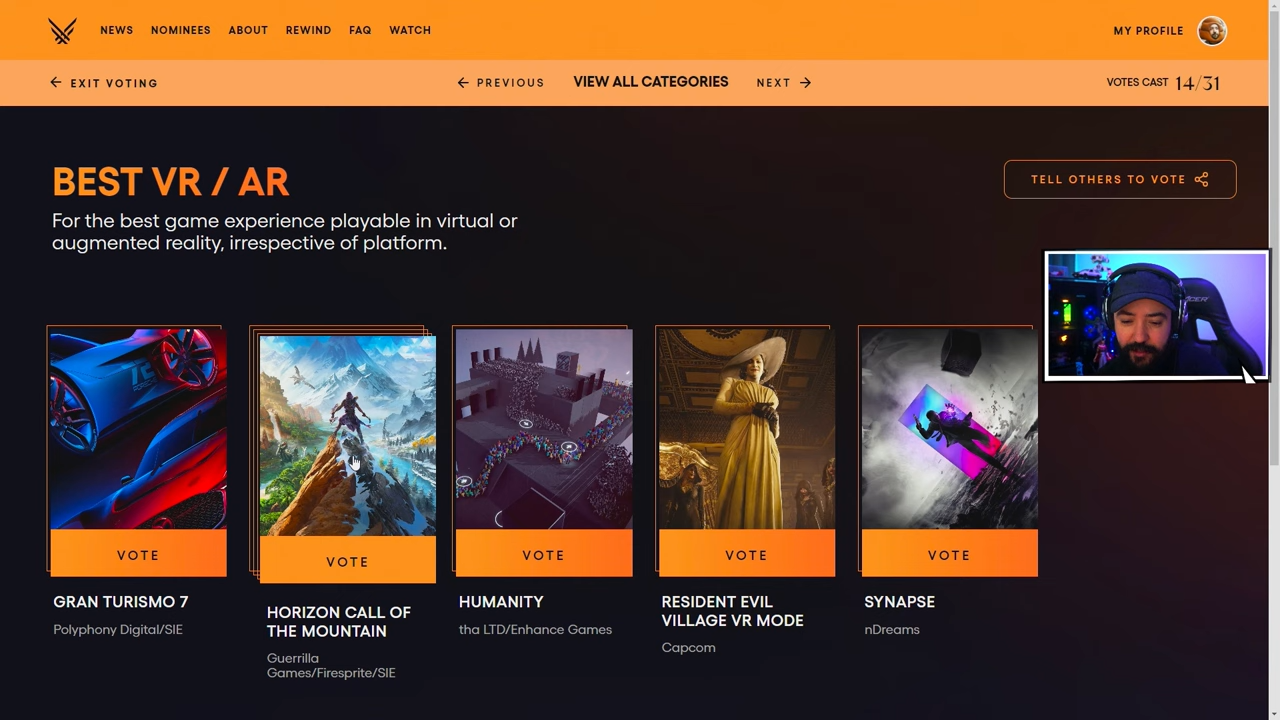 NEWS NOMINEES ABOUT REWIND FAQ WATCH MY PROFILE
EXIT VOTING PREVIOUS VIEW ALL CATEGORIES NEXT VOTES CAST 14/31
BEST VR / AR
TELL OTHERS TO VOTE
For the best game experience playable in virtual or
augmented reality, irrespective of platform.
VOTE
GRAN TURISMO 7
Polyphony Digital/SIE
VOTE
HORIZON CALL OF
THE MOUNTAIN
Guerrilla
Games/Firesprite/SIE
VOTE
HUMANITY
tha LTD/Enhance Games
VOTE
RESIDENT EVIL
VILLAGE VR MODE
Capcom
VOTE
SYNAPSE
nDreams